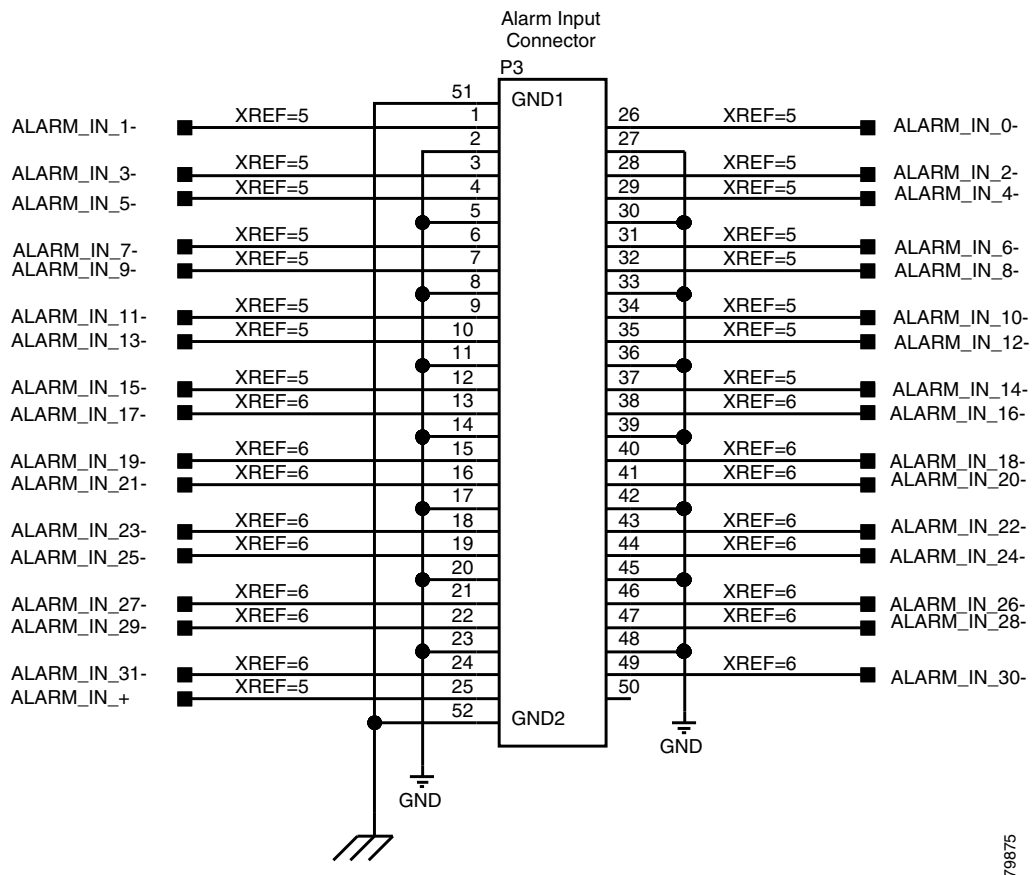 Alarm Input
Connector
P3
51 GND1
ALARM_IN_1- XREF=5 1 26 XREF=5 ALARM_IN_0-
2 27
ALARM_IN_3- XREF=5 3 28 XREF=5 ALARM_IN_2-
ALARM_IN_5- XREF=5 4 29 XREF=5 ALARM_IN_4-
5 30
ALARM_IN_7- XREF=5 6 31 XREF=5 ALARM_IN_6-
ALARM_IN_9- XREF=5 7 32 XREF=5 ALARM_IN_8-
8 33
ALARM_IN_11- XREF=5 9 34 XREF=5 ALARM_IN_10-
ALARM_IN_13- XREF=5 10 35 XREF=5 ALARM_IN_12-
11 36
ALARM_IN_15- XREF=5 12 37 XREF=5 ALARM_IN_14-
ALARM_IN_17- XREF=6 13 38 XREF=6 ALARM_IN_16-
14 39
ALARM_IN_19- XREF=6 15 40 XREF=6 ALARM_IN_18-
ALARM_IN_21- XREF=6 16 41 XREF=6 ALARM_IN_20-
17 42
ALARM_IN_23- XREF=6 18 43 XREF=6 ALARM_IN_22-
ALARM_IN_25- XREF=6 19 44 XREF=6 ALARM_IN_24-
20 45
ALARM_IN_27- XREF=6 21 46 XREF=6 ALARM_IN_26-
ALARM_IN_29- XREF=6 22 47 XREF=6 ALARM_IN_28-
23 48
ALARM_IN_31- XREF=6 24 49 XREF=6 ALARM_IN_30-
ALARM_IN_+ XREF=5 25 50
52 GND2
GND
GND
79875